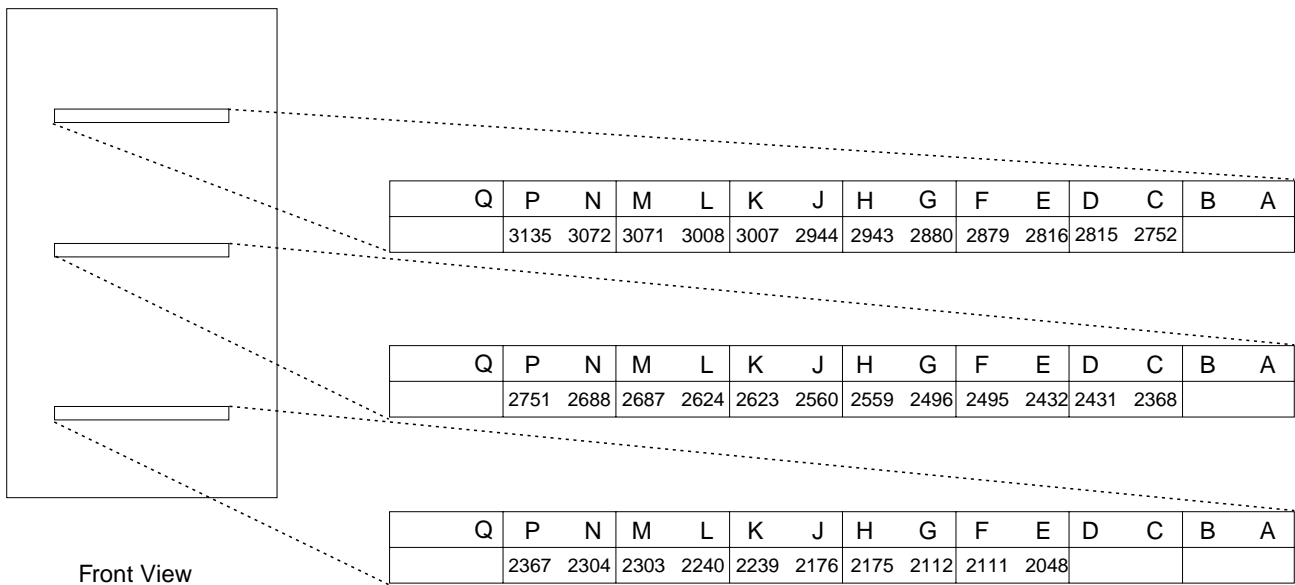 Q P N M L K J H G F E D C B A
3135 3072 3071 3008 3007 2944 2943 2880 2879 2816 2815 2752
Q P N M L K J H G F E D C B A
2751 2688 2687 2624 2623 2560 2559 2496 2495 2432 2431 2368
Q P N M L K J H G F E D C B A
2367 2304 2303 2240 2239 2176 2175 2112 2111 2048
Front View